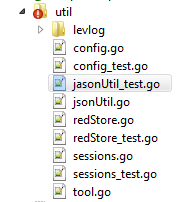 util
levlog
config.go
config_test.go
jasonUtil_test.go
jsonUtil.go
redStore.go
redStore_test.go
sessions.go
sessions_test.go
tool.go